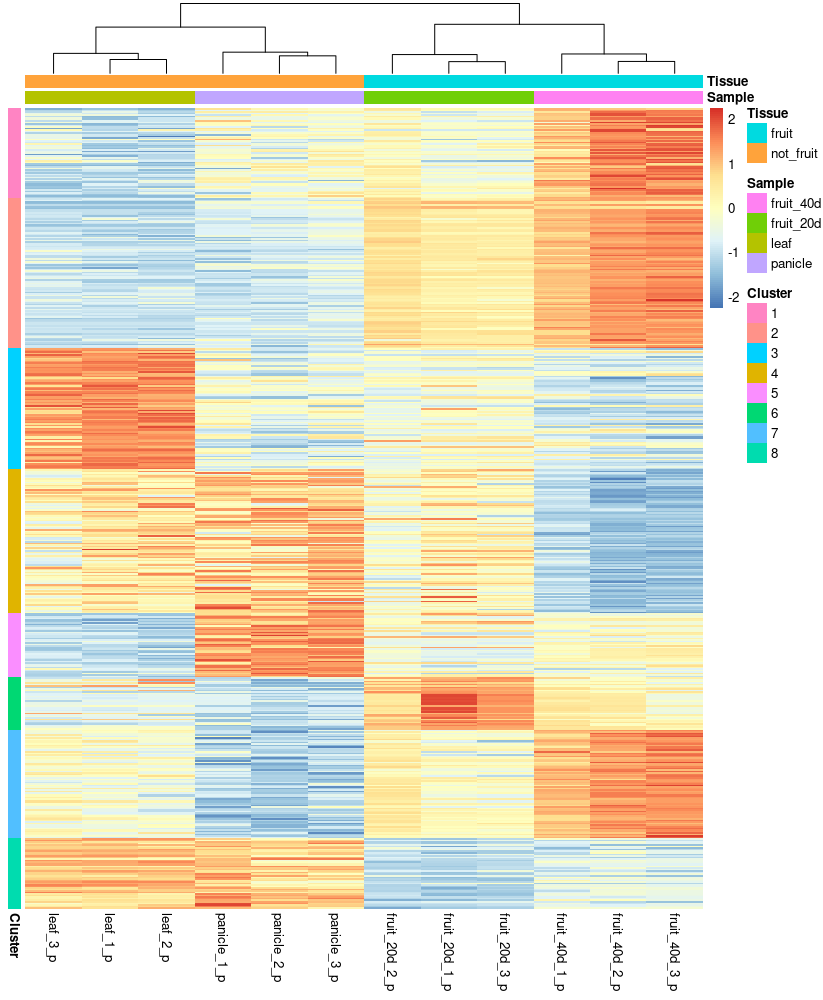 Tissue
Sample
Tissue
fruit
not_fruit
Sample
fruit_40d
fruit_20d
leaf
panicle
Cluster
1
2
3
4
5
6
7
8
2
1
0
-1
-2
Cluster
leaf_3_p
leaf_1_p
leaf_2_p
panicle_1_p
panicle_2_p
panicle_3_p
fruit_20d_2_p
fruit_20d_1_p
fruit_20d_3_p
fruit_40d_1_p
fruit_40d_2_p
fruit_40d_3_p